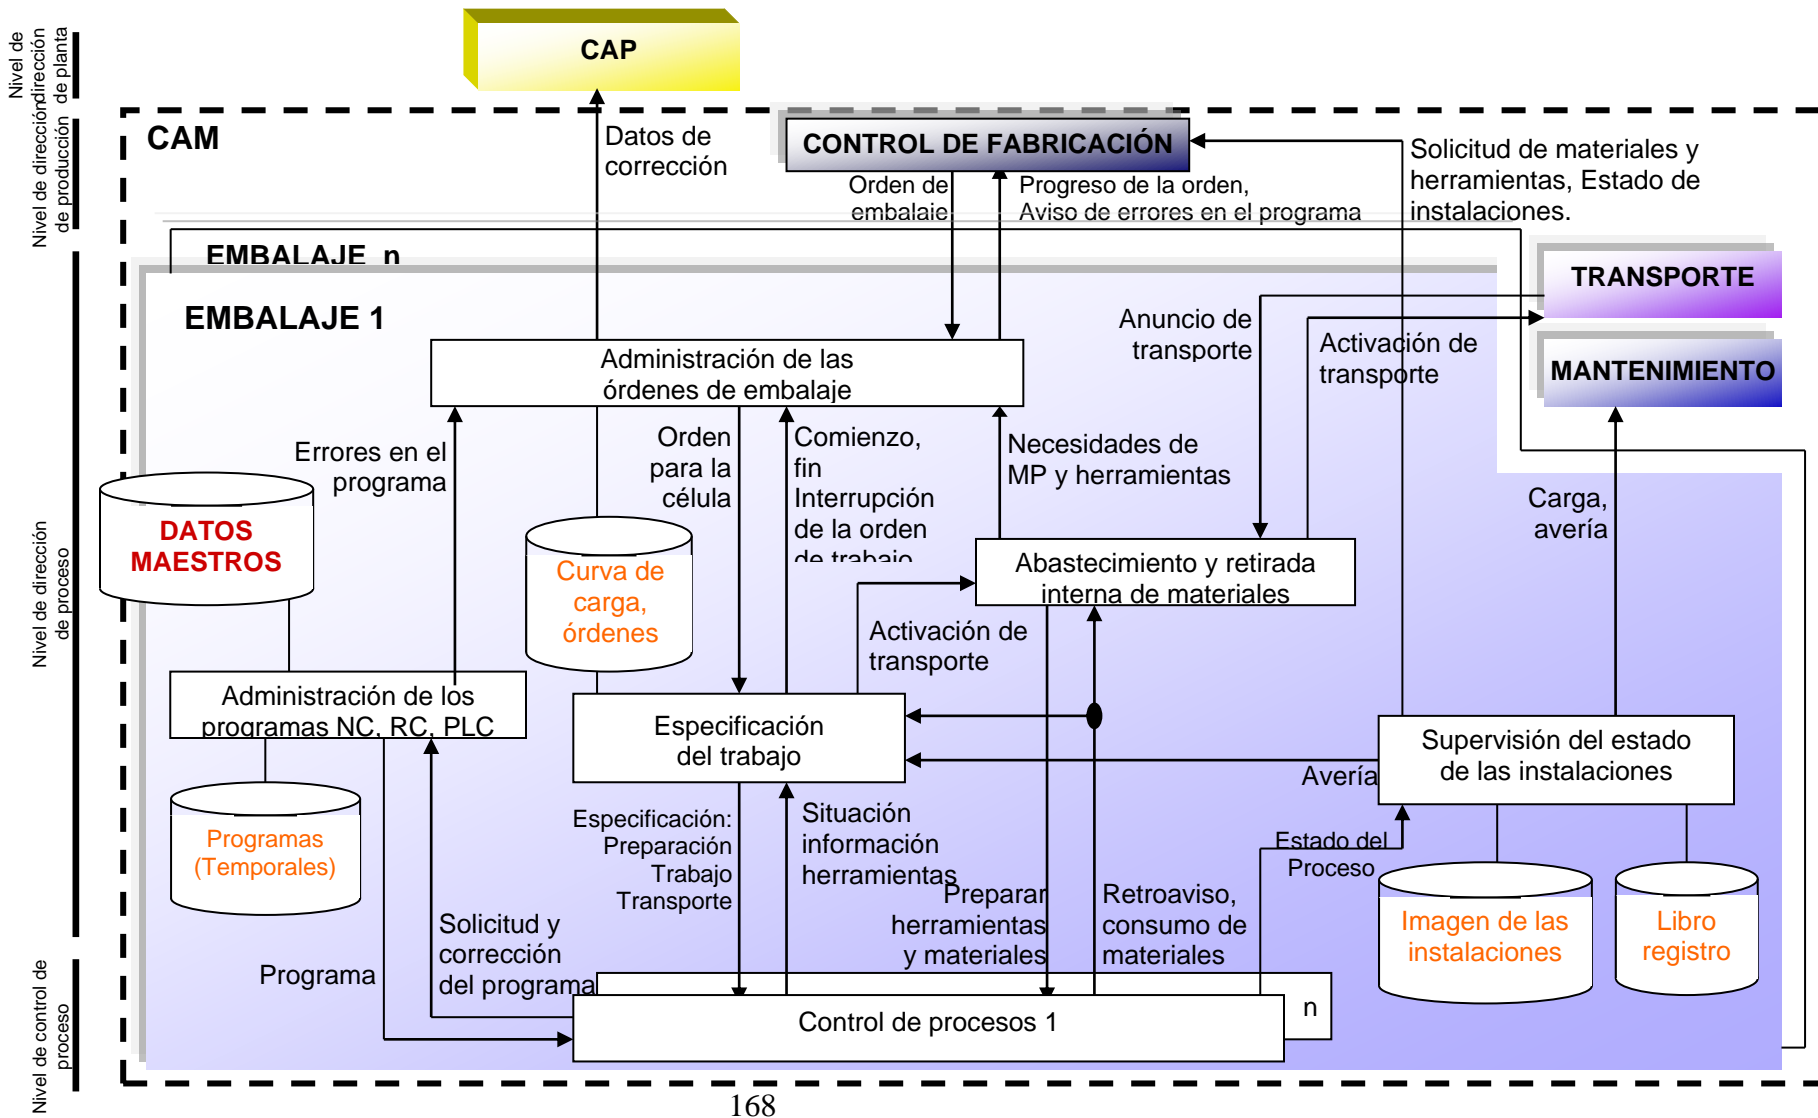 Nivel de
dirección
de planta
CAP
Nivel de dirección
de producción
CAM
Datos de
corrección
CONTROL DE FABRICACIÓN
Solicitud de materiales y
herramientas, Estado de
instalaciones.
Orden de
embalaje
Progreso de la orden,
Aviso de errores en el programa
EMBALAJE n
EMBALAJE 1
TRANSPORTE
Anuncio de
transporte
Activación de
transporte
MANTENIMIENTO
Administración de las
órdenes de embalaje
Nivel de dirección
de proceso
Errores en el
programa
Orden
para la
célula
Comienzo,
fin
Interrupción
de la orden
de trabajo
Necesidades de
MP y herramientas
Carga,
avería
DATOS
MAESTROS
Curva de
carga,
órdenes
Abastecimiento y retirada
interna de materiales
Activación de
transporte
Administración de los
programas NC, RC, PLC
Especificación
del trabajo
Supervisión del estado
de las instalaciones
Avería
Programas
(Temporales)
Especificación:
Preparación
Trabajo
Transporte
Situación
información
herramientas
Estado del
Proceso
Preparar
herramientas
y materiales
Retroaviso,
consumo de
materiales
Imagen de las
instalaciones
Libro
registro
Solicitud y
corrección
del programa
Programa
Nivel de control de
proceso
n
Control de procesos 1
168